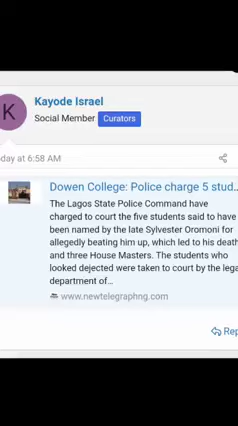 K
Kayode Israel
Social Member Curators
day at 6:58 AM
Dowen College: Police charge 5 stud...
The Lagos State Police Command have
charged to court the five students said to have
been named by the late Sylvester Oromoni for
allegedly beating him up, which led to his death
and three House Masters. The students who
looked dejected were taken to court by the lega
department of...
www.newtelegraphng.com
Rep